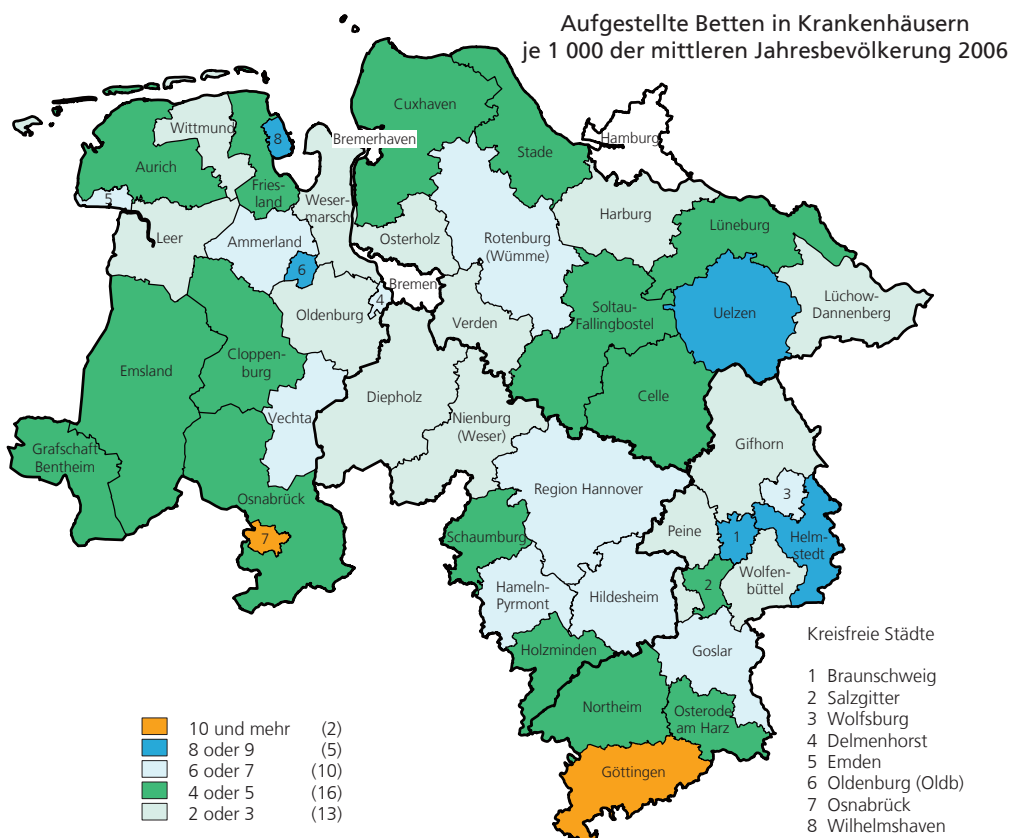 Aufgestellte Betten in Krankenhäusern
je 1 000 der mittleren Jahresbevölkerung 2006
Cuxhaven
Wittmund
8
Bremerhaven
Hamburg
Stade
Aurich
Fries-
land
5
Weser-
marsch
Harburg
Lüneburg
Leer
Ammerland
Osterholz
Rotenburg
(Wümme)
6
Bremen
4
Oldenburg
Verden
Soltau-
Fallingbostel
Uelzen
Lüchow-
Dannenberg
Cloppen-
burg
Emsland
Diepholz
Celle
Vechta
Nienburg
(Weser)
Gifhorn
Grafschaft
Bentheim
Region Hannover
3
Osnabrück
7
Schaumburg
Peine
1
Helm-
stedt
Wolfen-
büttel
2
Hameln-
Pyrmont
Hildesheim
Holzminden
Goslar
Northeim
Osterode
am Harz
Göttingen
Kreisfreie Städte
1 Braunschweig
2 Salzgitter
3 Wolfsburg
4 Delmenhorst
5 Emden
6 Oldenburg (Oldb)
7 Osnabrück
8 Wilhelmshaven
10 und mehr (2)
8 oder 9 (5)
6 oder 7 (10)
4 oder 5 (16)
2 oder 3 (13)